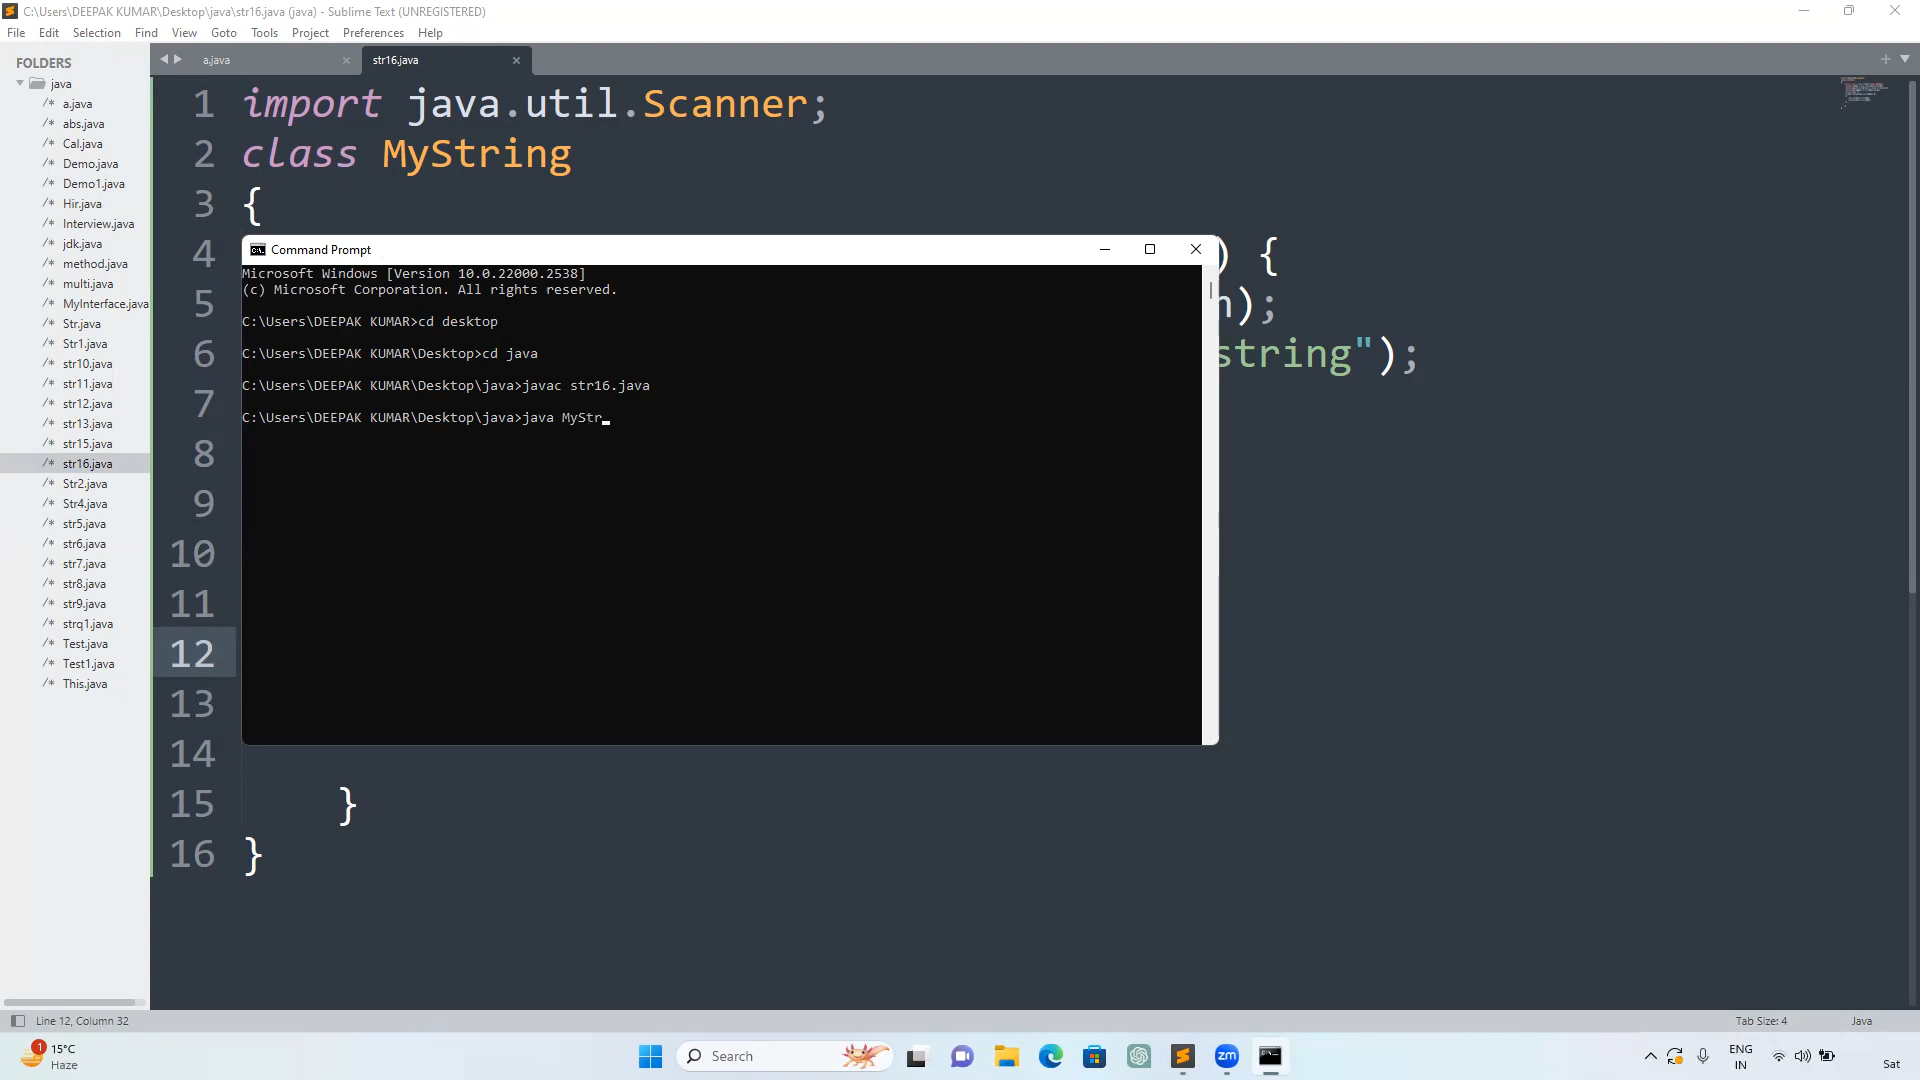 C:\Users\DEEPAK KUMAR\Desktop\java\str16.java (java) - Sublime Text (UNREGISTERED)
File Edit Selection Find View Goto Tools Project Preferences Help
FOLDERS
java
a.java
abs.java
Cal.java
Demo.java
Demo1.java
Hir.java
Interview.java
jdk.java
method.java
multi.java
MyInterface.java
Str.java
Str1.java
str10.java
str11.java
str12.java
str13.java
str15.java
str16.java
Str2.java
Str4.java
str5.java
str6.java
str7.java
str8.java
str9.java
strq1.java
Test.java
Test1.java
This.java
a.java
str16.java
1 import java.util.Scanner;
2 class MyString
3 {
4 ) {
5 n);
6 string");
7
8
9
10
11
12
13
14
15 }
16 }
Command Prompt
Microsoft Windows [Version 10.0.22000.2538]
(c) Microsoft Corporation. All rights reserved.
C:\Users\DEEPAK KUMAR>cd desktop
C:\Users\DEEPAK KUMAR\Desktop>cd java
C:\Users\DEEPAK KUMAR\Desktop\java>javac str16.java
C:\Users\DEEPAK KUMAR\Desktop\java>java MyStr
Line 12, Column 32
Tab Size: 4
Java
1
15°C
Haze
Search
zm
ENG
IN
Sat